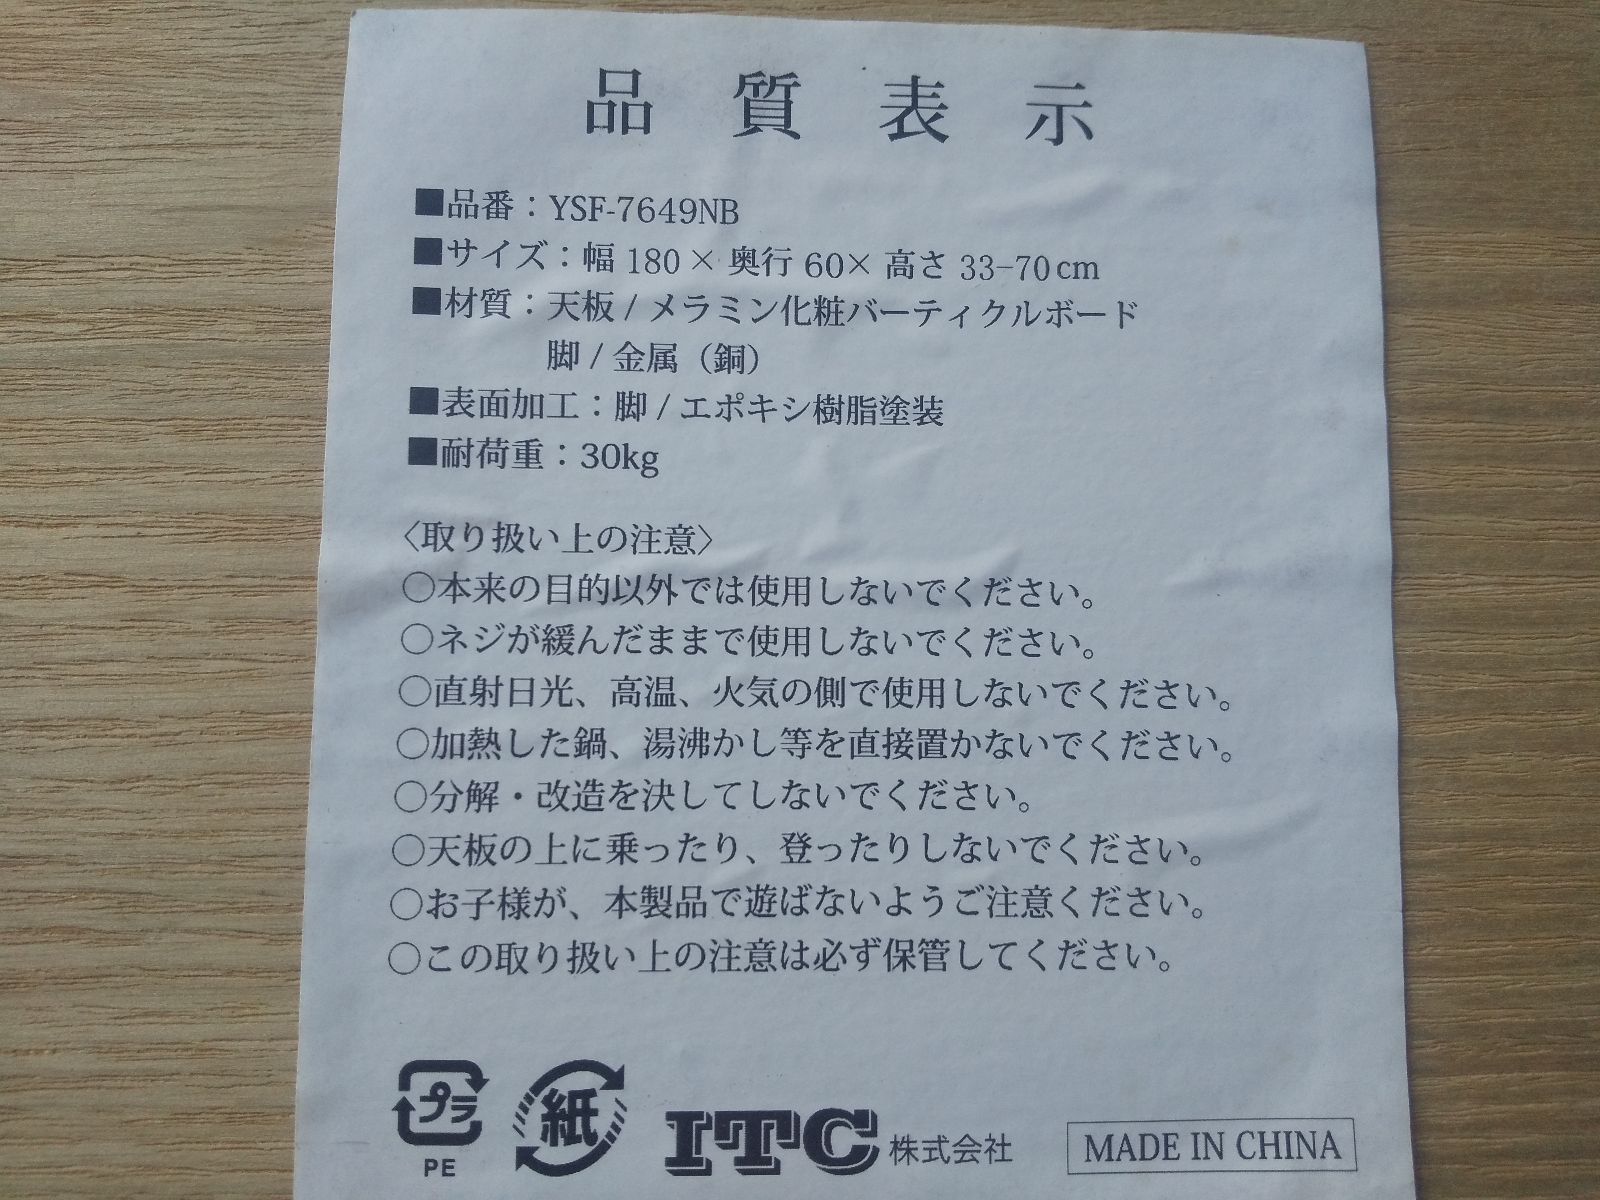 品質表示
■品番：YSF-7649NB
■サイズ：幅 180 × 奥行 60× 高さ 33-70cm
■材質：天板 / メラミン化粧バーティクルボード
脚 / 金属（銅）
■表面加工：脚 / エポキシ樹脂塗装
■耐荷重：30kg
〈取り扱い上の注意〉
○本来の目的以外では使用しないでください。
○ネジが緩んだままで使用しないでください。
○直射日光、高温、火気の側で使用しないでください。
○加熱した鍋、湯沸かし等を直接置かないでください。
○分解・改造を決してしないでください。
○天板の上に乗ったり、登ったりしないでください。
○お子様が、本製品で遊ばないようご注意ください。
○この取り扱い上の注意は必ず保管してください。
プラ
PE
紙
ITC 株式会社
MADE IN CHINA